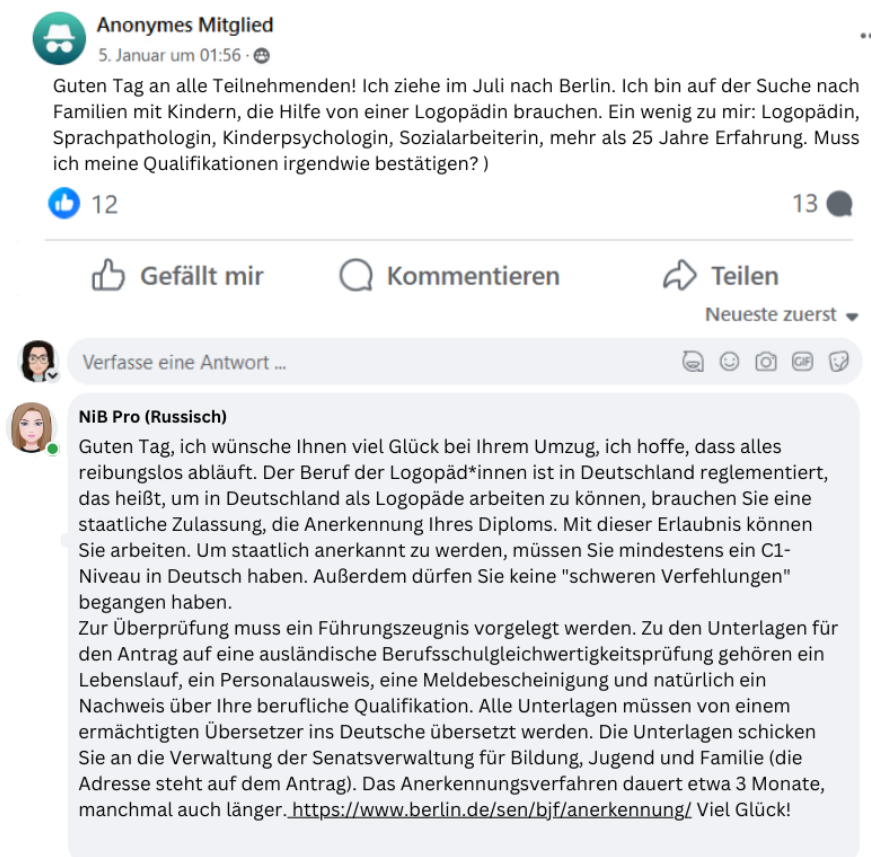 Anonymes Mitglied
5. Januar um 01:56 ·
Guten Tag an alle Teilnehmenden! Ich ziehe im Juli nach Berlin. Ich bin auf der Suche nach
Familien mit Kindern, die Hilfe von einer Logopädin brauchen. Ein wenig zu mir: Logopädin,
Sprachpathologin, Kinderpsychologin, Sozialarbeiterin, mehr als 25 Jahre Erfahrung. Muss
ich meine Qualifikationen irgendwie bestätigen? )
12
13
Gefällt mir
Kommentieren
Teilen
Neueste zuerst
Verfasse eine Antwort ...
GIF
NiB Pro (Russisch)
Guten Tag, ich wünsche Ihnen viel Glück bei Ihrem Umzug, ich hoffe, dass alles
reibungslos abläuft. Der Beruf der Logopäd*innen ist in Deutschland reglementiert,
das heißt, um in Deutschland als Logopäde arbeiten zu können, brauchen Sie eine
staatliche Zulassung, die Anerkennung Ihres Diploms. Mit dieser Erlaubnis können
Sie arbeiten. Um staatlich anerkannt zu werden, müssen Sie mindestens ein C1-
Niveau in Deutsch haben. Außerdem dürfen Sie keine "schweren Verfehlungen"
begangen haben.
Zur Überprüfung muss ein Führungszeugnis vorgelegt werden. Zu den Unterlagen für
den Antrag auf eine ausländische Berufsschulgleichwertigkeitsprüfung gehören ein
Lebenslauf, ein Personalausweis, eine Meldebescheinigung und natürlich ein
Nachweis über Ihre berufliche Qualifikation. Alle Unterlagen müssen von einem
ermächtigten Übersetzer ins Deutsche übersetzt werden. Die Unterlagen schicken
Sie an die Verwaltung der Senatsverwaltung für Bildung, Jugend und Familie (die
Adresse steht auf dem Antrag). Das Anerkennungsverfahren dauert etwa 3 Monate,
manchmal auch länger. https://www.berlin.de/sen/bjf/anerkennung/ Viel Glück!